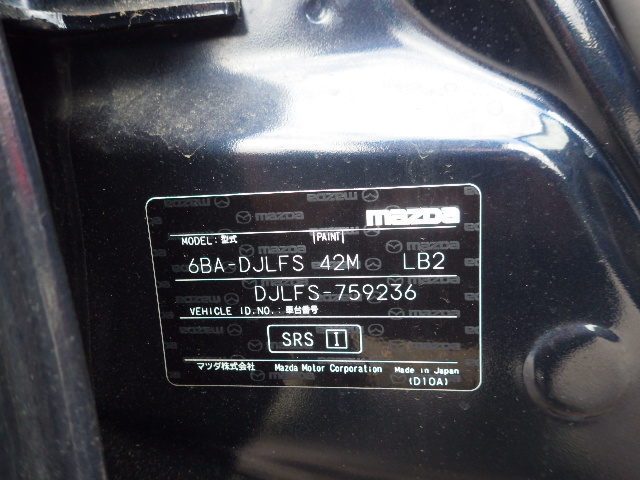 mazda
MODEL: 型式 PAINT
6BA-DJLFS 42M LB2
DJLFS-759236
VEHICLE ID.NO.: 車台番号
SRS I
マツダ株式会社 Mazda Motor Corporation Made in Japan
(D10A)